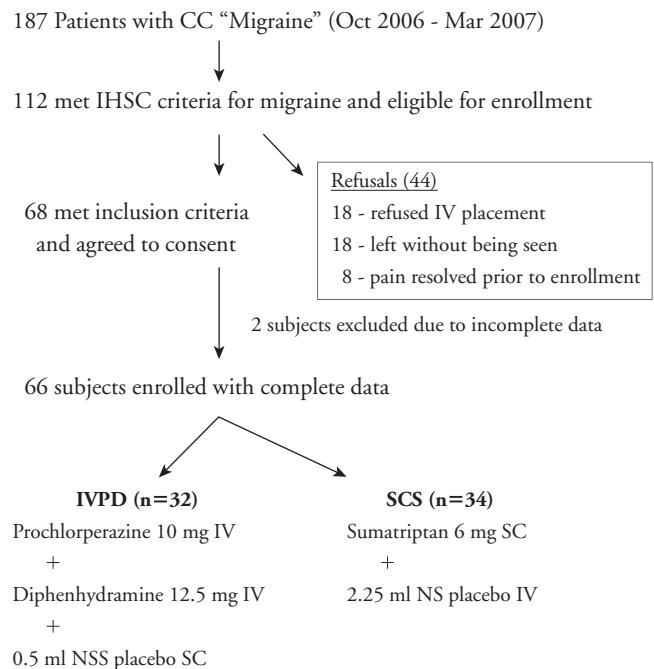 187 Patients with CC “Migraine” (Oct 2006 - Mar 2007)
112 met IHSC criteria for migraine and eligible for enrollment
68 met inclusion criteria
and agreed to consent
Refusals (44)
18 - refused IV placement
18 - left without being seen
8 - pain resolved prior to enrollment
2 subjects excluded due to incomplete data
66 subjects enrolled with complete data
IVPD (n=32)
Prochlorperazine 10 mg IV
+
Diphenhydramine 12.5 mg IV
+
0.5 ml NSS placebo SC
SCS (n=34)
Sumatriptan 6 mg SC
+
2.25 ml NS placebo IV